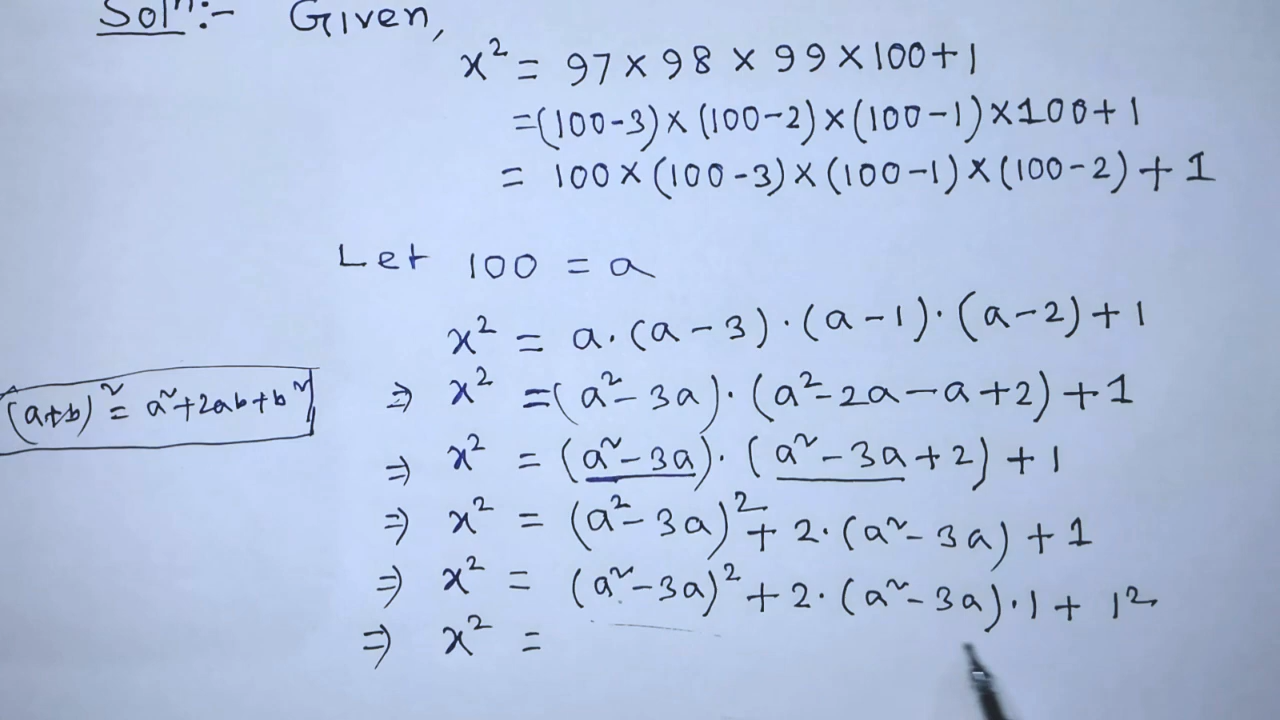 Solⁿ:- Given,
x² = 97 × 98 × 99 × 100 + 1
= (100-3) × (100-2) × (100-1) × 100 + 1
= 100 × (100-3) × (100-1) × (100-2) + 1
Let 100 = a
x² = a·(a-3)·(a-1)·(a-2) + 1
⇒ x² = (a² - 3a)·(a² - 2a - a + 2) + 1
(a+b)² = a² + 2ab + b²
⇒ x² = (a² - 3a)·(a² - 3a + 2) + 1
⇒ x² = (a² - 3a)² + 2·(a² - 3a) + 1
⇒ x² = (a² - 3a)² + 2·(a² - 3a)·1 + 1²
⇒ x² =